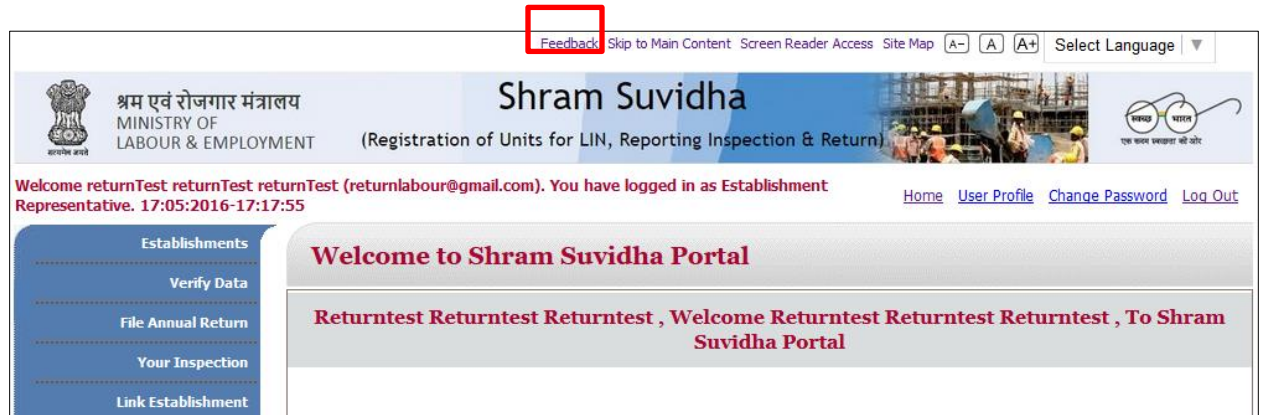 Feedback Skip to Main Content Screen Reader Access Site Map A- A A+ Select Language ▼
श्रम एवं रोजगार मंत्रालय
MINISTRY OF
LABOUR & EMPLOYMENT
सत्यमेव जयते
Shram Suvidha
(Registration of Units for LIN, Reporting Inspection & Return)
स्वच्छ भारत
एक कदम स्वच्छता की ओर
Welcome returnTest returnTest returnTest (returnlabour@gmail.com). You have logged in as Establishment
Representative. 17:05:2016-17:17:55
Home User Profile Change Password Log Out
Establishments
Verify Data
File Annual Return
Your Inspection
Link Establishment
Welcome to Shram Suvidha Portal
Returntest Returntest Returntest , Welcome Returntest Returntest Returntest , To Shram
Suvidha Portal